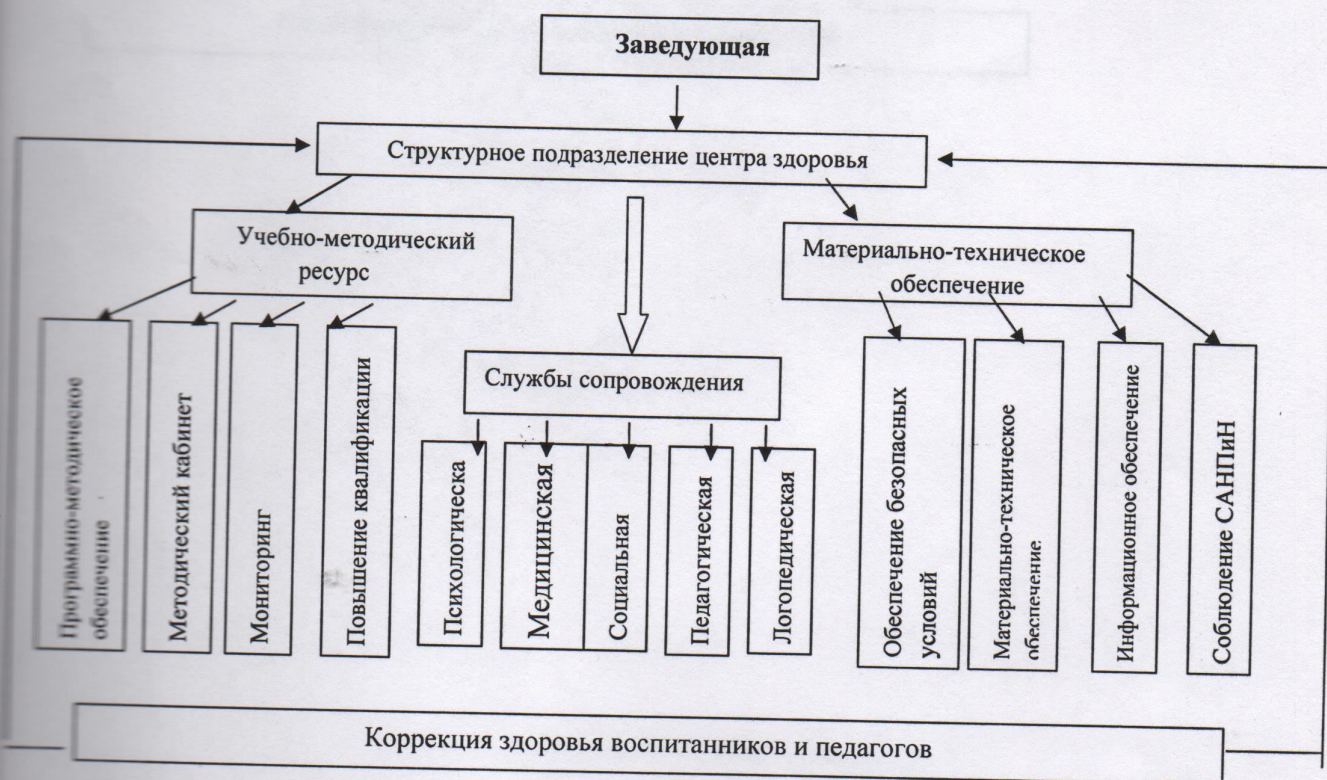 Заведующая
Структурное подразделение центра здоровья
Учебно-методический
ресурс
Материально-техническое
обеспечение
Службы сопровождения
Программно-методическое
обеспечение
Методический кабинет
Мониторинг
Повышение квалификации
Психологическа
Медицинская
Социальная
Педагогическая
Логопедическая
Обеспечение безопасных
условий
Материально-техническое
обеспечение
Информационное обеспечение
Соблюдение САНПиН
Коррекция здоровья воспитанников и педагогов